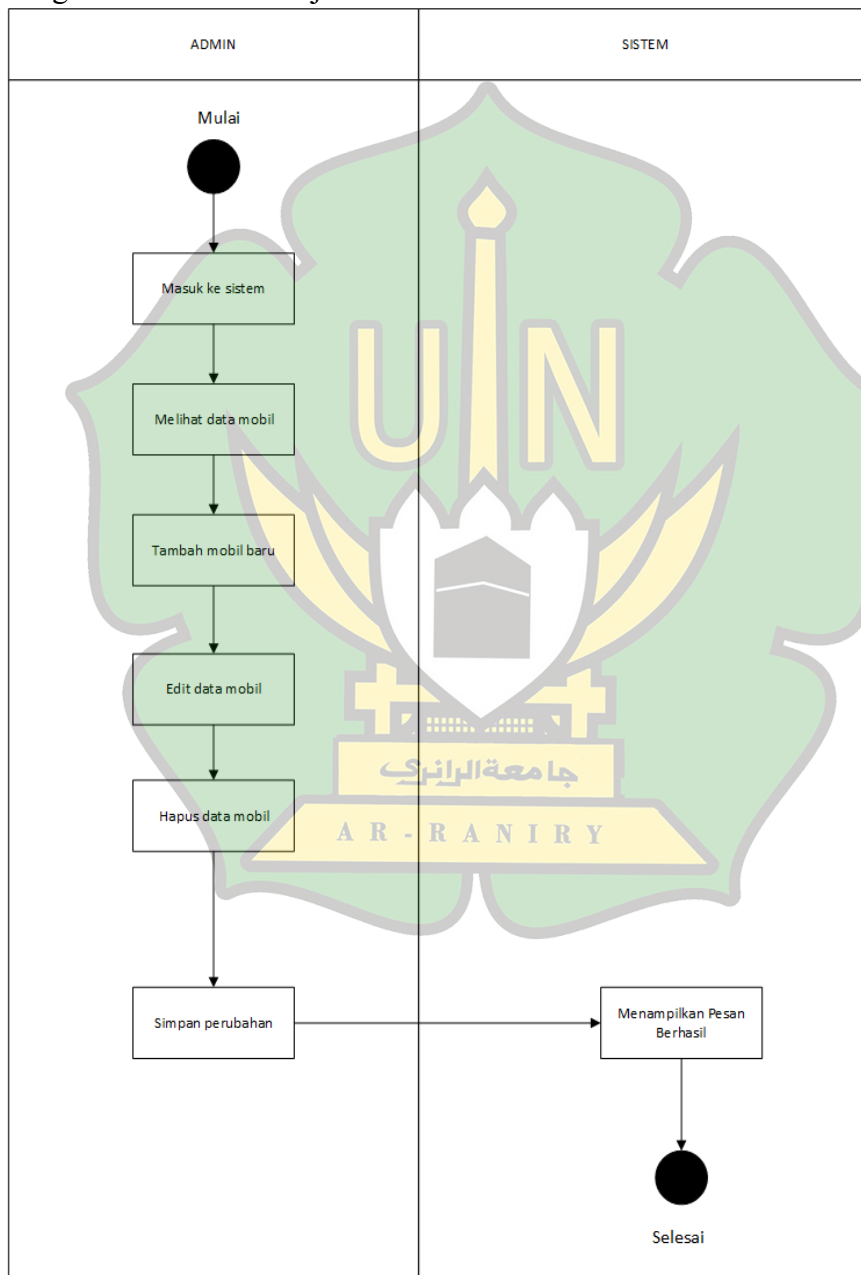 ADMIN
SISTEM
Mulai
Masuk ke sistem
Melihat data mobil
Tambah mobil baru
Edit data mobil
Hapus data mobil
Simpan perubahan
Menampilkan Pesan
Berhasil
Selesai
UIN
جامعة الرانري
AR-RANIRY